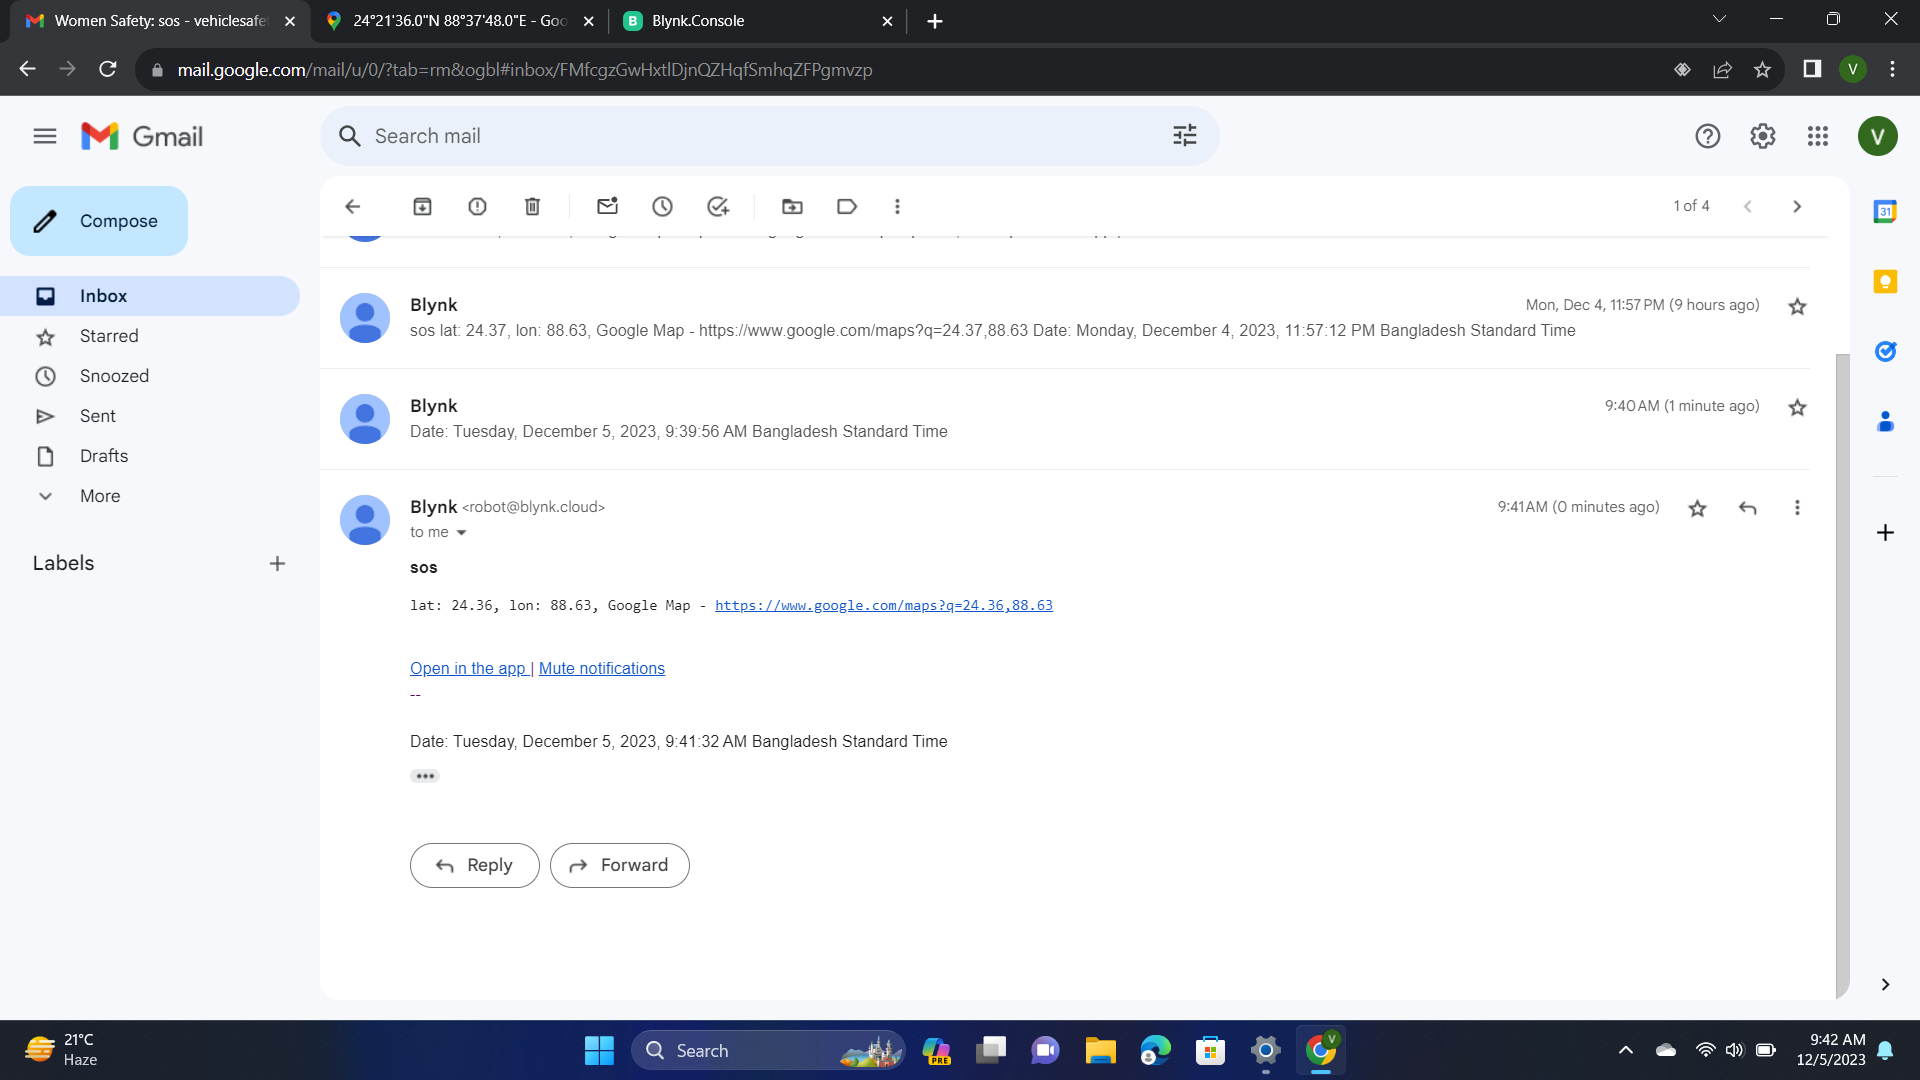 Women Safety: sos - vehiclesafe
24°21'36.0"N 88°37'48.0"E - Goo
Blynk.Console
mail.google.com/mail/u/0/?tab=rm&ogbl#inbox/FMfcgzGwHxtlDjnQZHqfSmhqZFPgmvzp
V
Gmail
Search mail
V
Compose
1 of 4
31
Inbox
Starred
Snoozed
Sent
Drafts
More
Labels
Blynk
Mon, Dec 4, 11:57 PM (9 hours ago)
sos lat: 24.37, lon: 88.63, Google Map - https://www.google.com/maps?q=24.37,88.63 Date: Monday, December 4, 2023, 11:57:12 PM Bangladesh Standard Time
Blynk
9:40 AM (1 minute ago)
Date: Tuesday, December 5, 2023, 9:39:56 AM Bangladesh Standard Time
Blynk <robot@blynk.cloud>
9:41 AM (0 minutes ago)
to me
sos
lat: 24.36, lon: 88.63, Google Map - https://www.google.com/maps?q=24.36,88.63
Open in the app | Mute notifications
--
Date: Tuesday, December 5, 2023, 9:41:32 AM Bangladesh Standard Time
Reply
Forward
21°C
Haze
Search
PRE
V
9:42 AM
12/5/2023